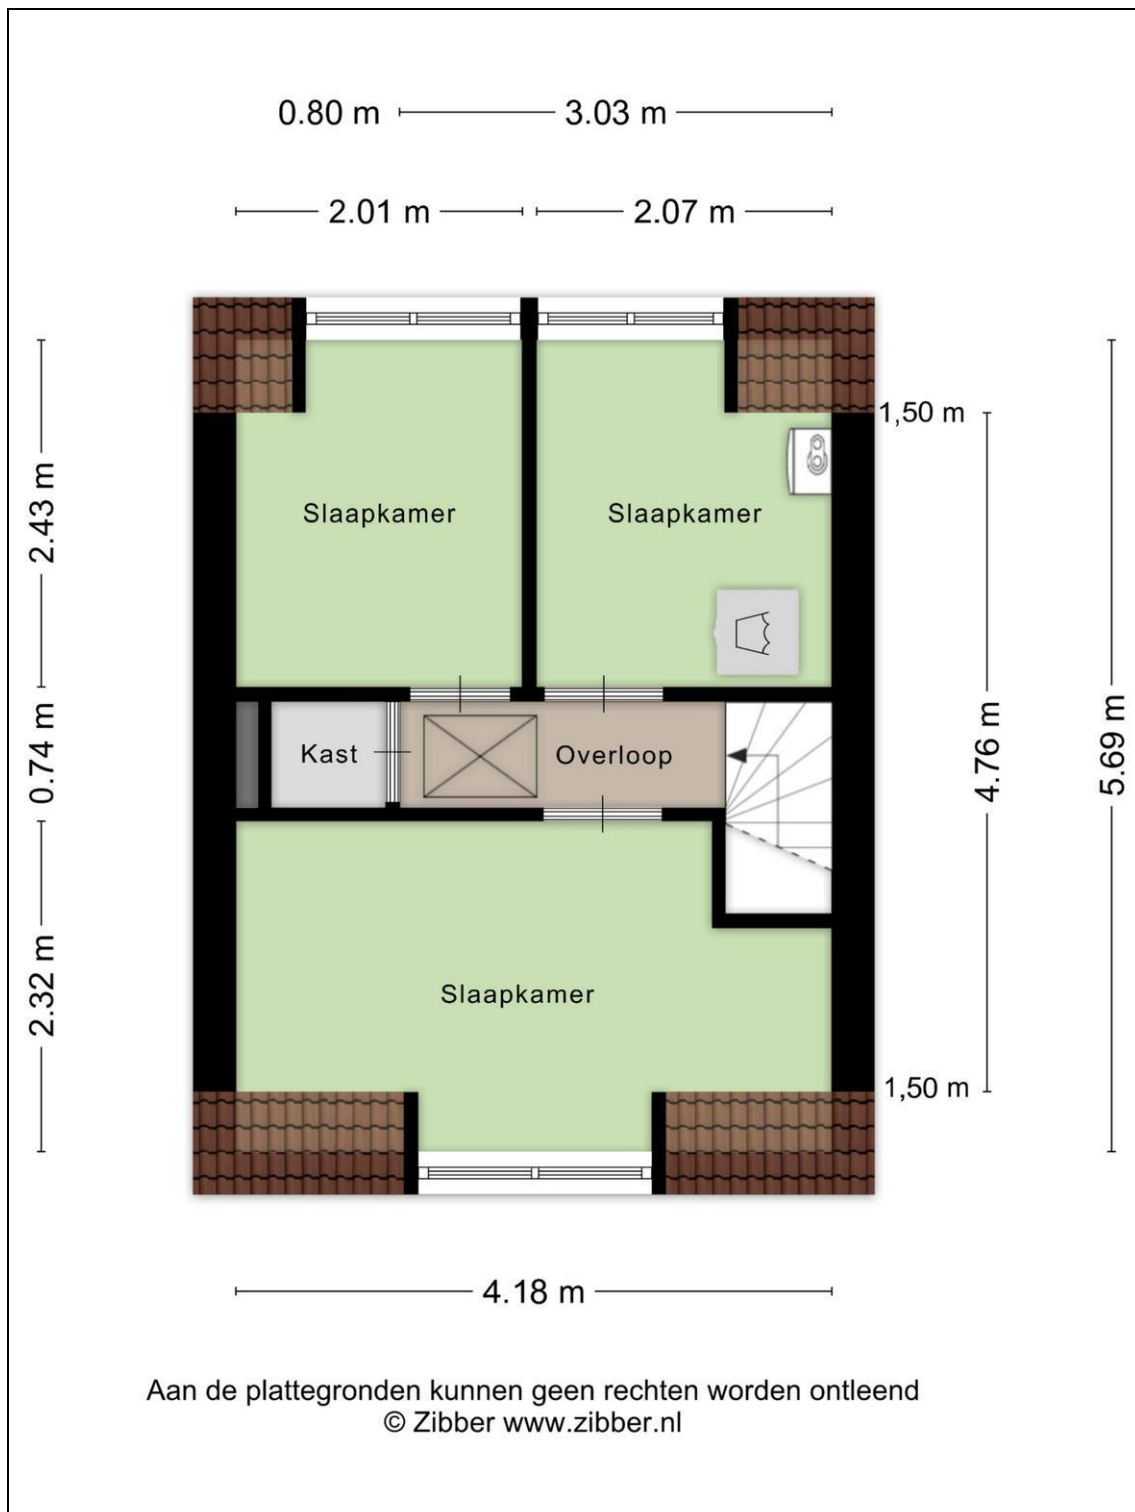 0.80 m 3.03 m
2.01 m 2.07 m
1,50 m
2.43 m
Slaapkamer Slaapkamer
0.74 m
Kast Overloop
4.76 m
5.69 m
2.32 m
Slaapkamer
1,50 m
4.18 m
Aan de plattegronden kunnen geen rechten worden ontleend
© Zibber www.zibber.nl